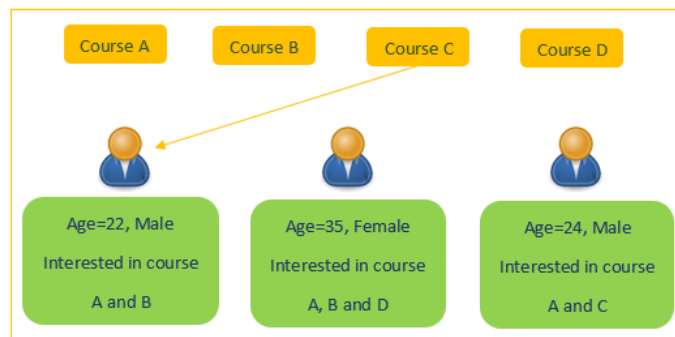 Course A
Course B
Course C
Course D
Age=22, Male
Interested in course
A and B
Age=35, Female
Interested in course
A, B and D
Age=24, Male
Interested in course
A and C